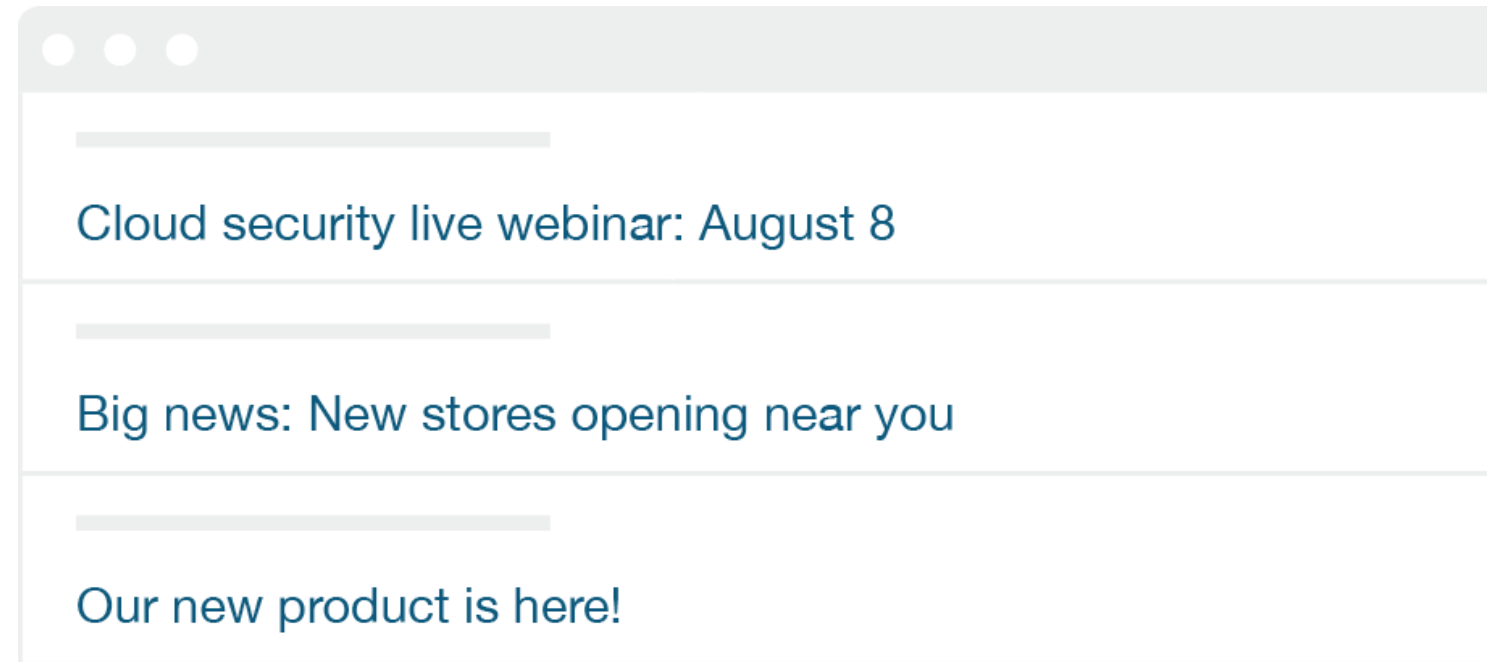 Cloud security live webinar: August 8
Big news: New stores opening near you
Our new product is here!